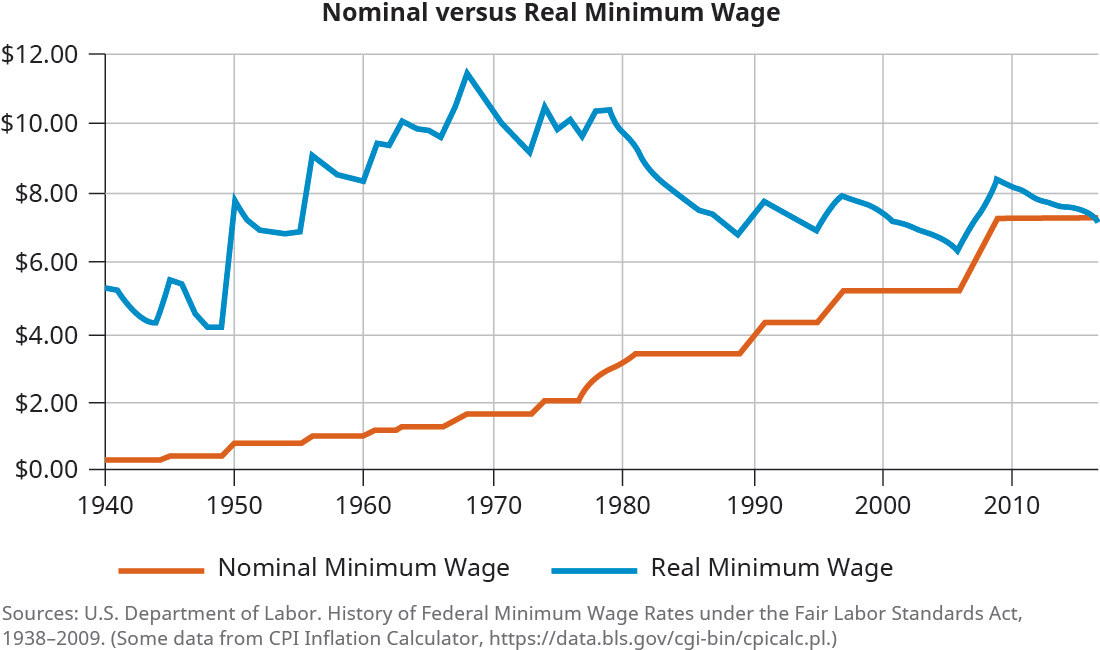 Nominal versus Real Minimum Wage
$12.00
$10.00
$8.00
$6.00
$4.00
$2.00
$0.00
1940 1950 1960 1970 1980 1990 2000 2010
Nominal Minimum Wage Real Minimum Wage
Sources: U.S. Department of Labor. History of Federal Minimum Wage Rates under the Fair Labor Standards Act,
1938–2009. (Some data from CPI Inflation Calculator, https://data.bls.gov/cgi-bin/cpicalc.pl.)